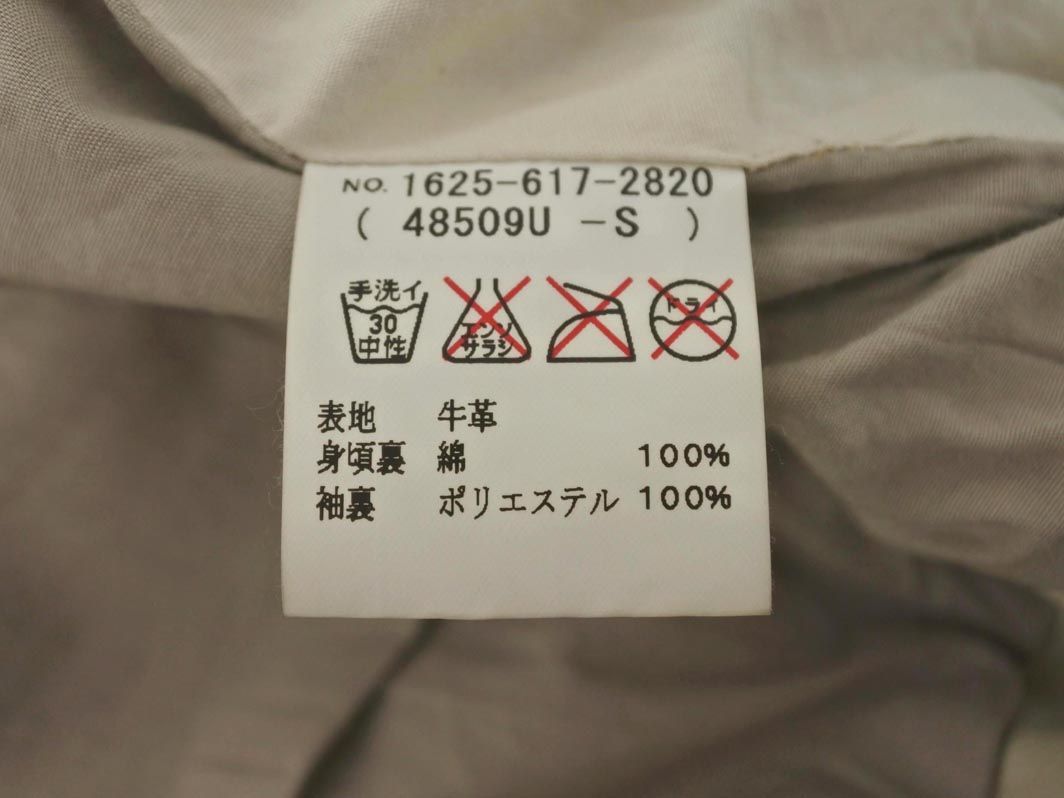 NO. 1625-617-2820
( 48509U -S )
手洗イ
30
中性
エンソ
サラシ
ドライ
表地 牛革
身頃裏 綿 100%
袖裏 ポリエステル 100%